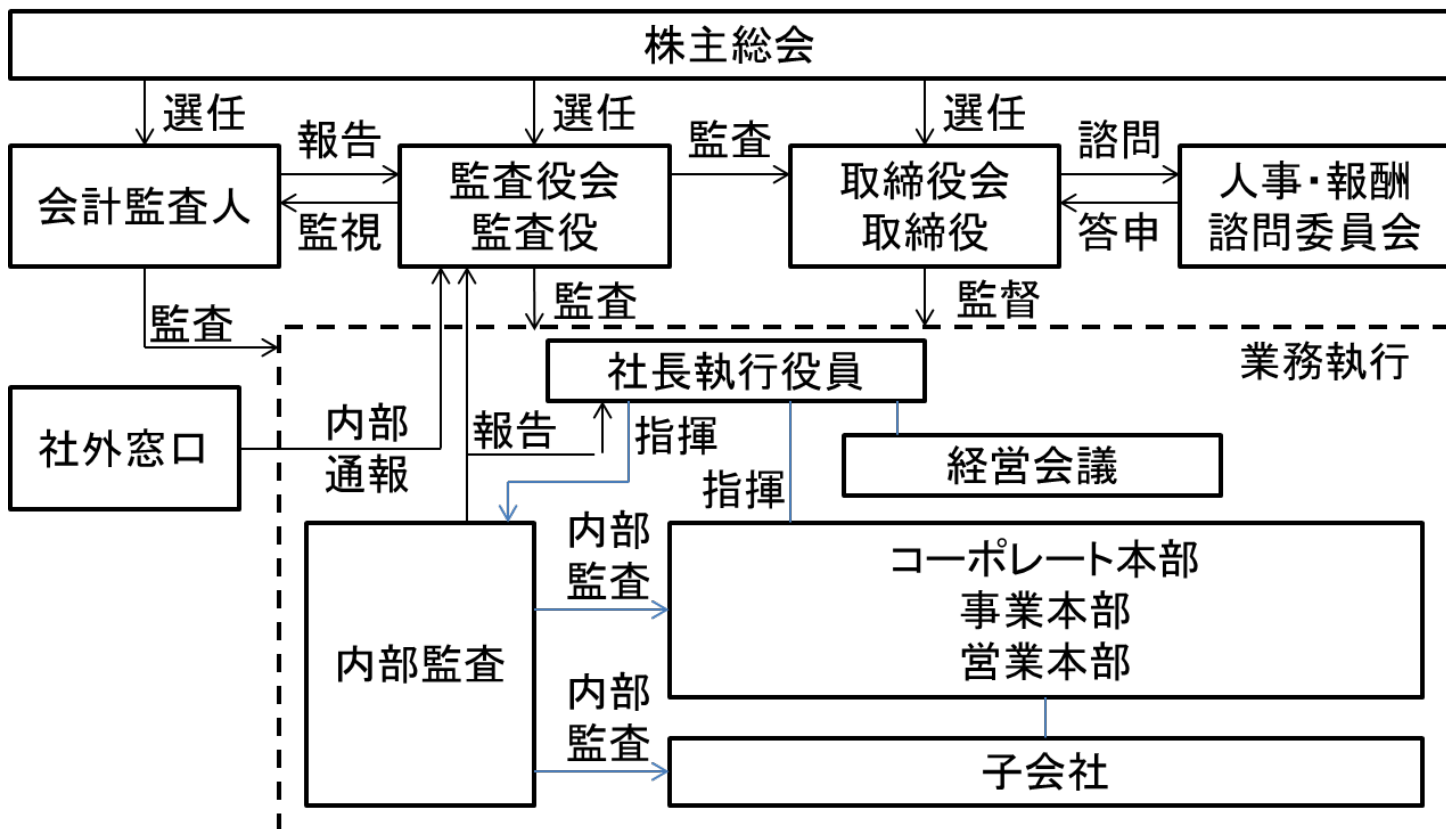 株主総会
選任
選任
選任
会計監査人
報告
監視
監査役会
監査役
監査
取締役会
取締役
諮問
答申
人事・報酬
諮問委員会
監査
監査
監督
業務執行
社長執行役員
社外窓口
内部
通報
報告
指揮
指揮
経営会議
内部監査
内部
監査
コーポレート本部
事業本部
営業本部
内部
監査
子会社